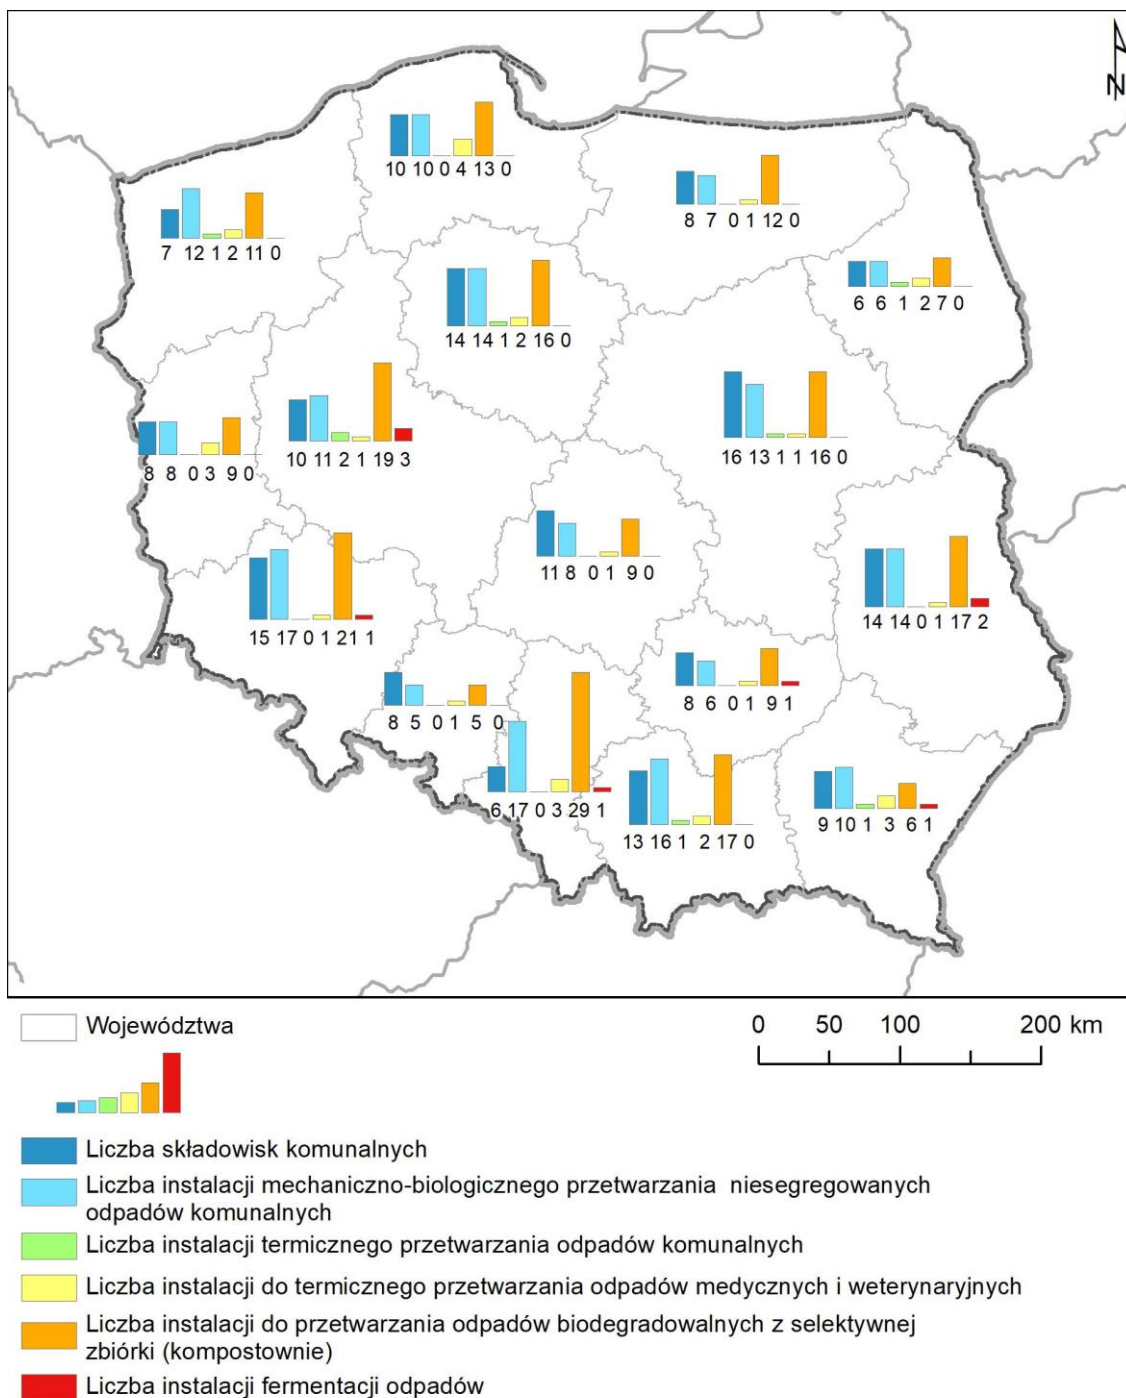 N
10 10 0 4 13 0
8 7 0 1 12 0
7 12 1 2 11 0
6 6 1 2 7 0
14 14 1 2 16 0
16 13 1 1 16 0
10 11 2 1 19 3
8 8 0 3 9 0
11 8 0 1 9 0
14 14 0 1 17 2
15 17 0 1 21 1
8 6 0 1 9 1
8 5 0 1 5 0
6 17 0 3 29 1
13 16 1 2 17 0
9 10 1 3 6 1
Województwa
0 50 100 200 km
Liczba składowisk komunalnych
Liczba instalacji mechaniczno-biologicznego przetwarzania niesegregowanych
odpadów komunalnych
Liczba instalacji termicznego przetwarzania odpadów komunalnych
Liczba instalacji do termicznego przetwarzania odpadów medycznych i weterynaryjnych
Liczba instalacji do przetwarzania odpadów biodegradowalnych z selektywnej
zbiórki (kompostownie)
Liczba instalacji fermentacji odpadów